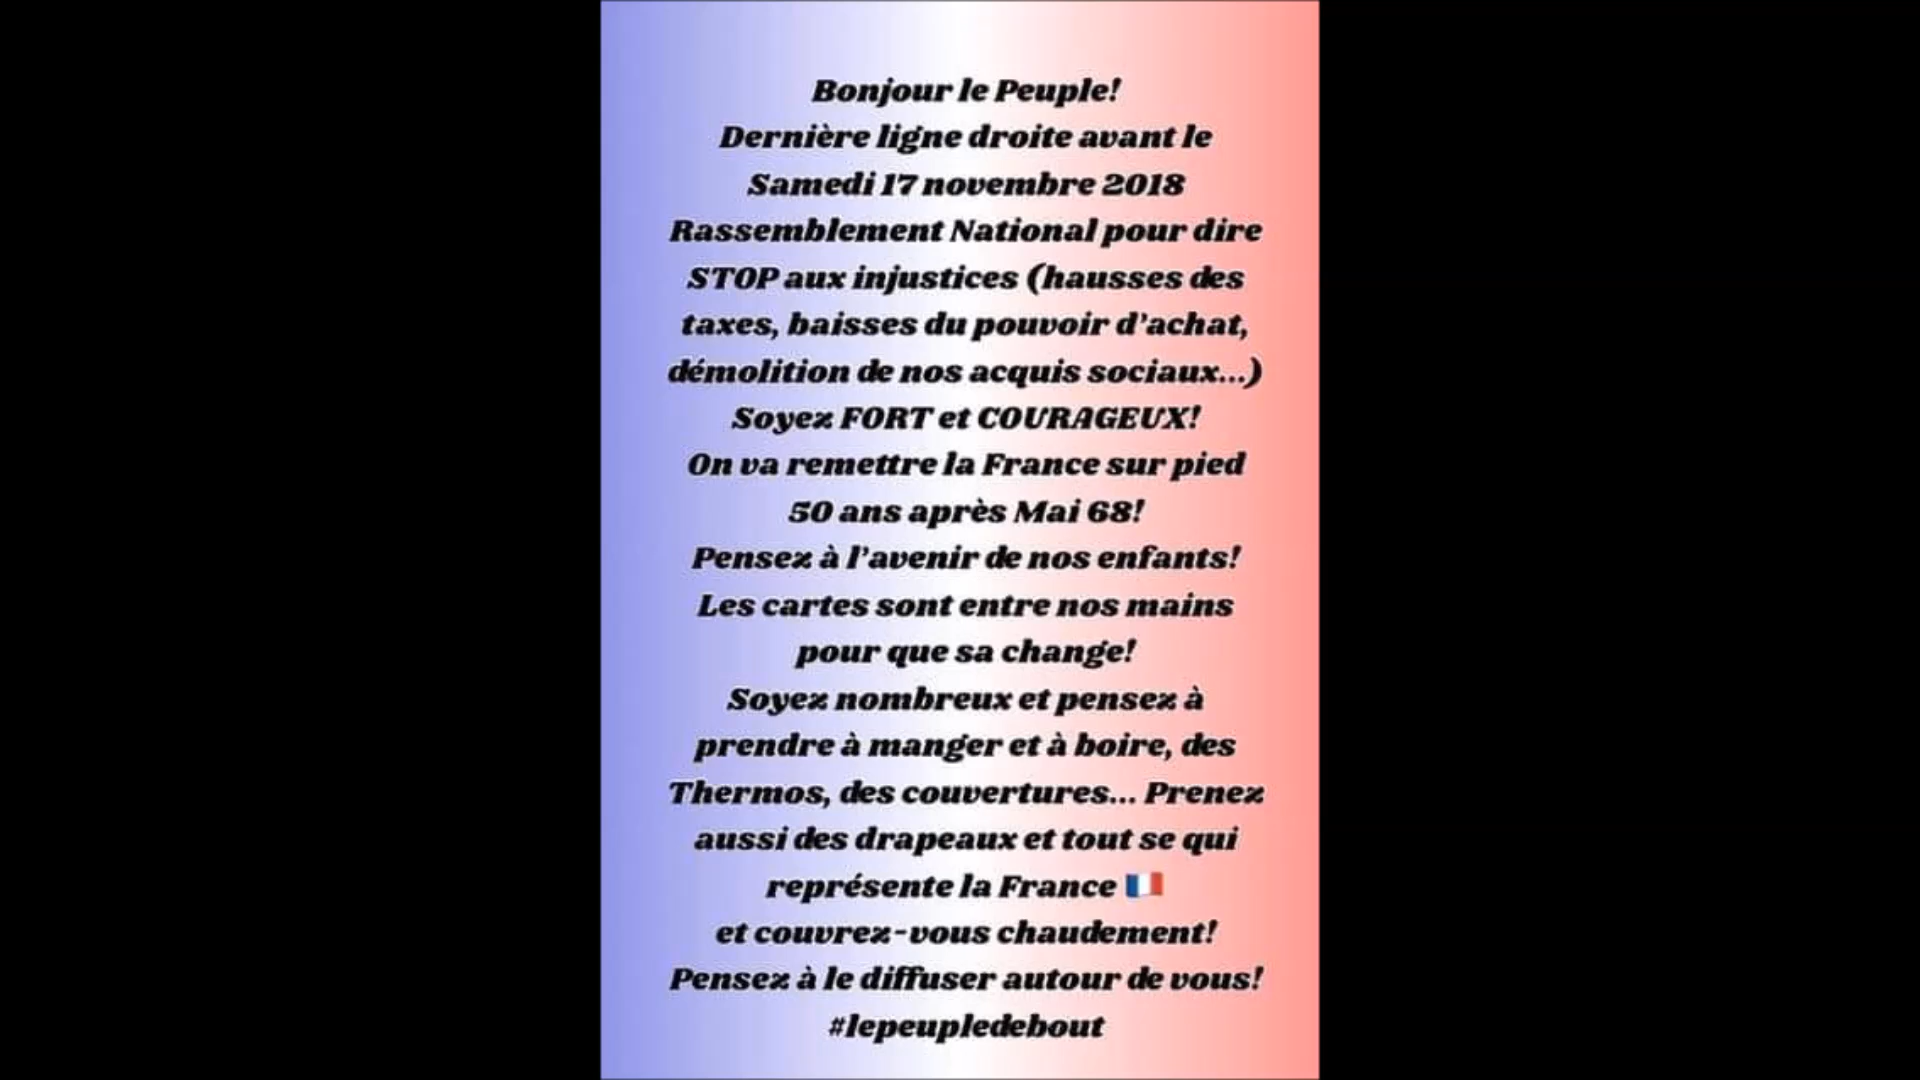 Bonjour le Peuple!
Dernière ligne droite avant le
Samedi 17 novembre 2018
Rassemblement National pour dire
STOP aux injustices (hausses des
taxes, baisses du pouvoir d’achat,
démolition de nos acquis sociaux...)
Soyez FORT et COURAGEUX!
On va remettre la France sur pied
50 ans après Mai 68!
Pensez à l’avenir de nos enfants!
Les cartes sont entre nos mains
pour que sa change!
Soyez nombreux et pensez à
prendre à manger et à boire, des
Thermos, des couvertures... Prenez
aussi des drapeaux et tout se qui
représente la France 🇫🇷
et couvrez-vous chaudement!
Pensez à le diffuser autour de vous!
#lepeupledebout